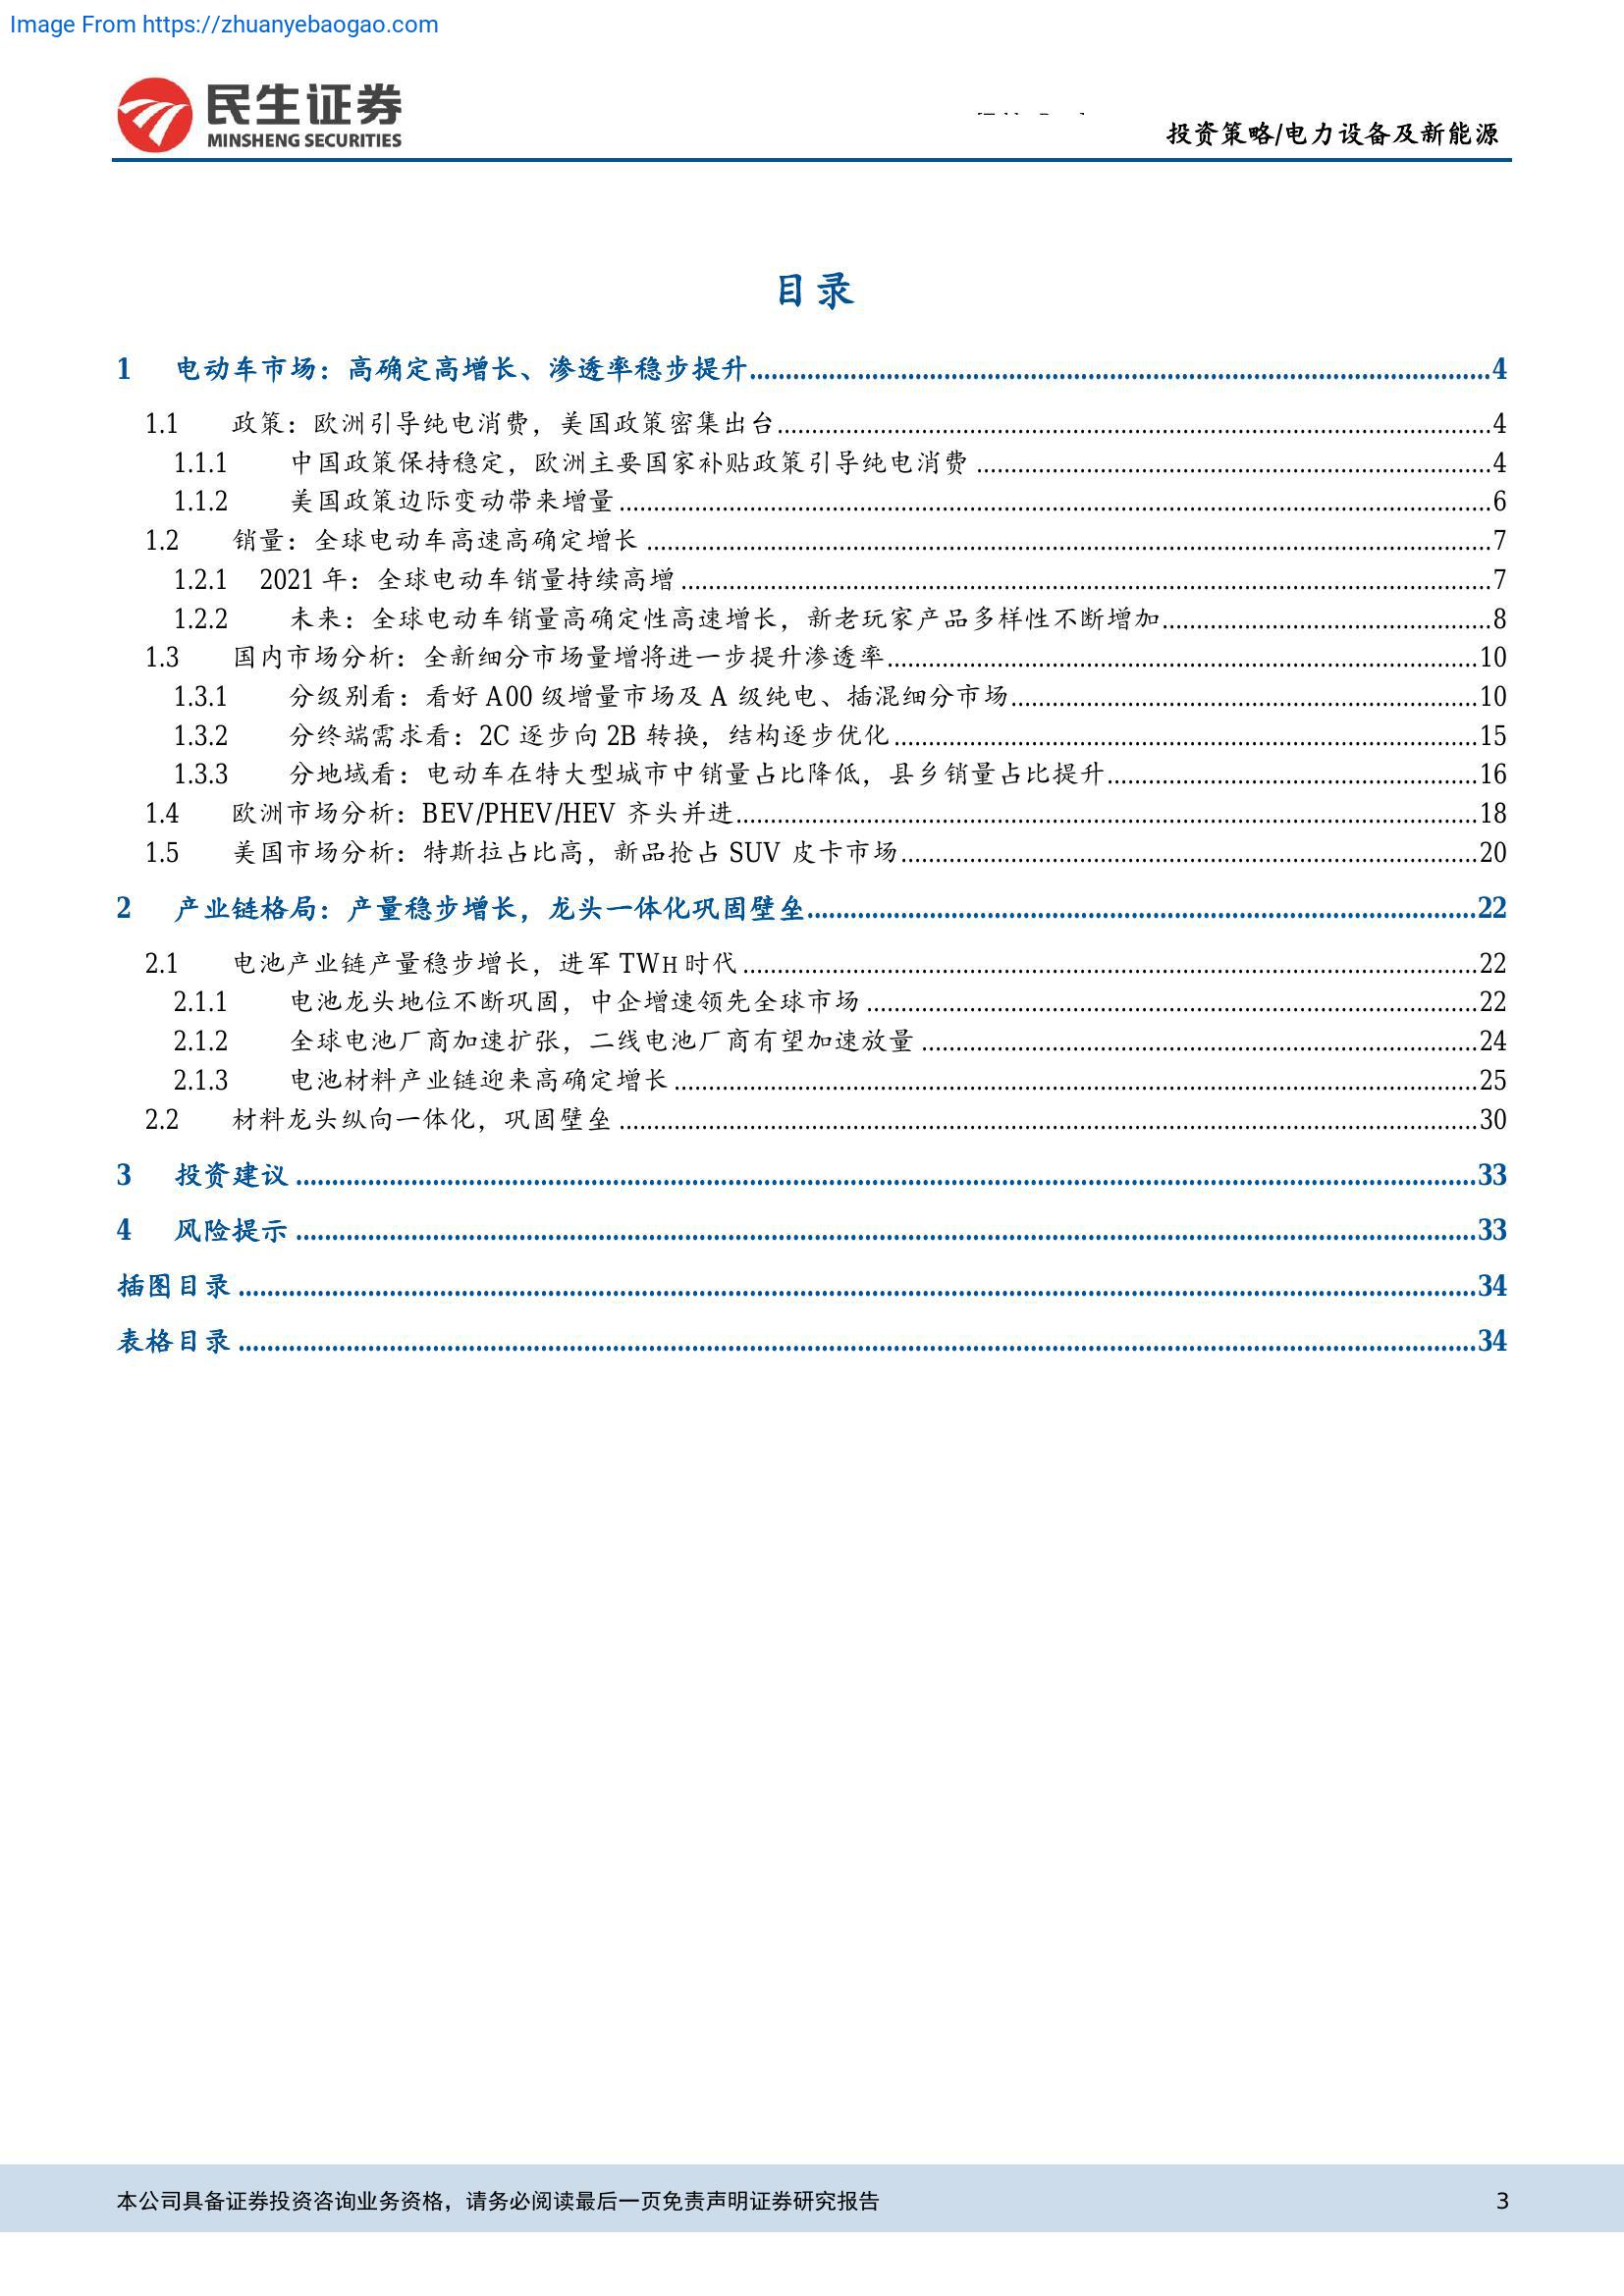 Image From https://zhuanyebaogao.com
民生证券
MINSHENG SECURITIES
投资策略/电力设备及新能源
目录
1 电动车市场：高确定高增长、渗透率稳步提升 4
1.1 政策：欧洲引导纯电消费，美国政策密集出台 4
1.1.1 中国政策保持稳定，欧洲主要国家补贴政策引导纯电消费 4
1.1.2 美国政策边际变动带来增量 6
1.2 销量：全球电动车高速高确定增长 7
1.2.1 2021 年：全球电动车销量持续高增 7
1.2.2 未来：全球电动车销量高确定性高速增长，新老玩家产品多样性不断增加 8
1.3 国内市场分析：全新细分市场量增将进一步提升渗透率 10
1.3.1 分级别看：看好 A00 级增量市场及 A 级纯电、插混细分市场 10
1.3.2 分终端需求看：2C 逐步向 2B 转换，结构逐步优化 15
1.3.3 分地域看：电动车在特大型城市中销量占比降低，县乡销量占比提升 16
1.4 欧洲市场分析：BEV/PHEV/HEV 齐头并进 18
1.5 美国市场分析：特斯拉占比高，新品抢占 SUV 皮卡市场 20
2 产业链格局：产量稳步增长，龙头一体化巩固壁垒 22
2.1 电池产业链产量稳步增长，进军 TWH 时代 22
2.1.1 电池龙头地位不断巩固，中企增速领先全球市场 22
2.1.2 全球电池厂商加速扩张，二线电池厂商有望加速放量 24
2.1.3 电池材料产业链迎来高确定增长 25
2.2 材料龙头纵向一体化，巩固壁垒 30
3 投资建议 33
4 风险提示 33
插图目录 34
表格目录 34
本公司具备证券投资咨询业务资格，请务必阅读最后一页免责声明证券研究报告 3